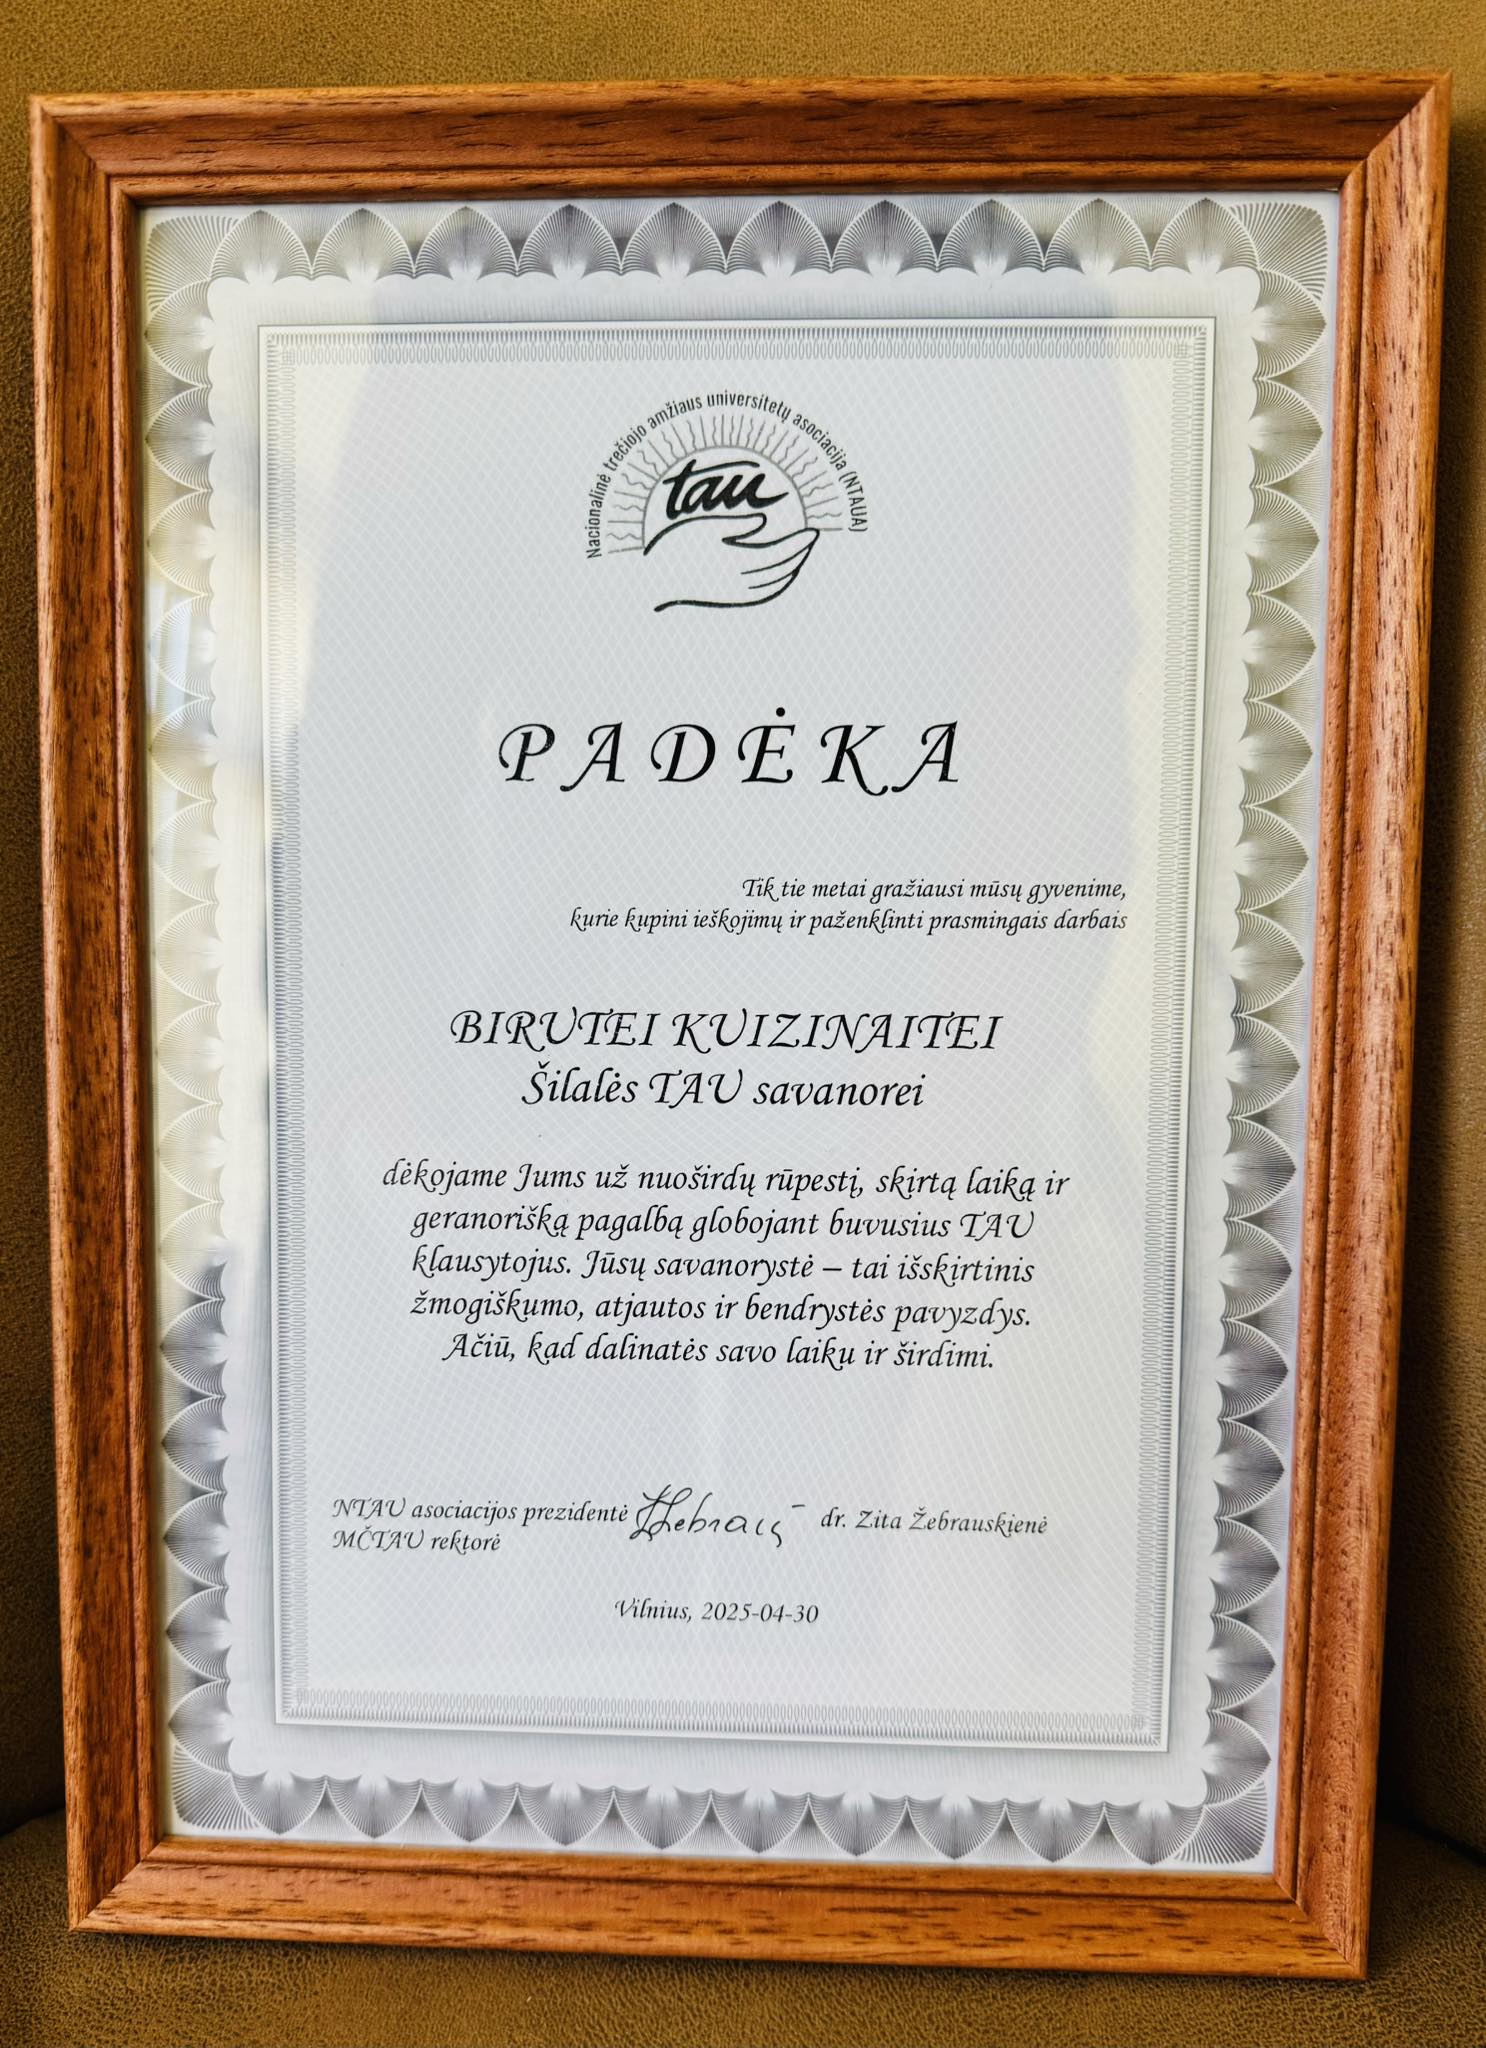 Nacionalinė trečiojo amžiaus universitetų asociacija (NTAUA)
tau
PADĖKA
Tik tie metai gražiausi mūsų gyvenime,
kurie kupini ieškojimų ir paženklinti prasmingais darbais
BIRUTEI KUIZINAITEI
Šilalės TAU savanorei
dėkojame Jums už nuoširdų rūpestį, skirtą laiką ir
geranorišką pagalbą globojant buvusius TAU
klausytojus. Jūsų savanorystė – tai išskirtinis
žmogiškumo, atjautos ir bendrystės pavyzdys.
Ačiū, kad dalinatės savo laiku ir širdimi.
NTAU asociacijos prezidentė dr. Zita Žebrauskienė
MČTAU rektorė
Vilnius, 2025-04-30